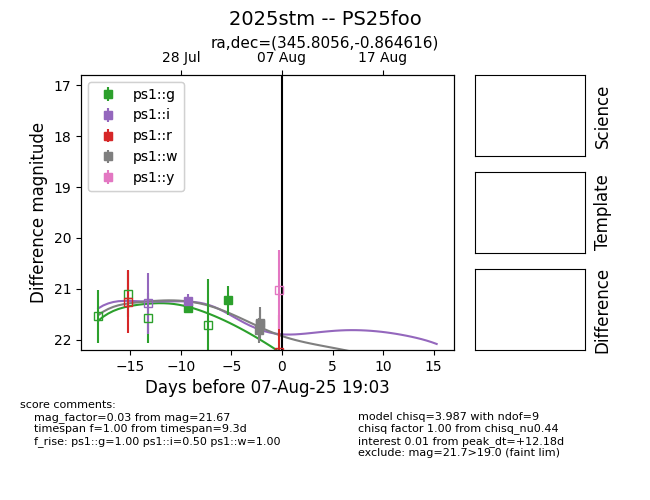 2025stm -- PS25foo
ra,dec=(345.8056,-0.864616)
28 Jul 07 Aug 17 Aug
ps1::g
ps1::i
ps1::r
ps1::w
ps1::y
17
18
19
20
21
22
Difference magnitude
−15 −10 −5 0 5 10 15
Days before 07-Aug-25 19:03
Science
Template
Difference
score comments:
mag_factor=0.03 from mag=21.67
timespan f=1.00 from timespan=9.3d
f_rise: ps1::g=1.00 ps1::i=0.50 ps1::w=1.00
model chisq=3.987 with ndof=9
chisq factor 1.00 from chisq_nu0.44
interest 0.01 from peak_dt=+12.18d
exclude: mag=21.7>19.0 (faint lim)